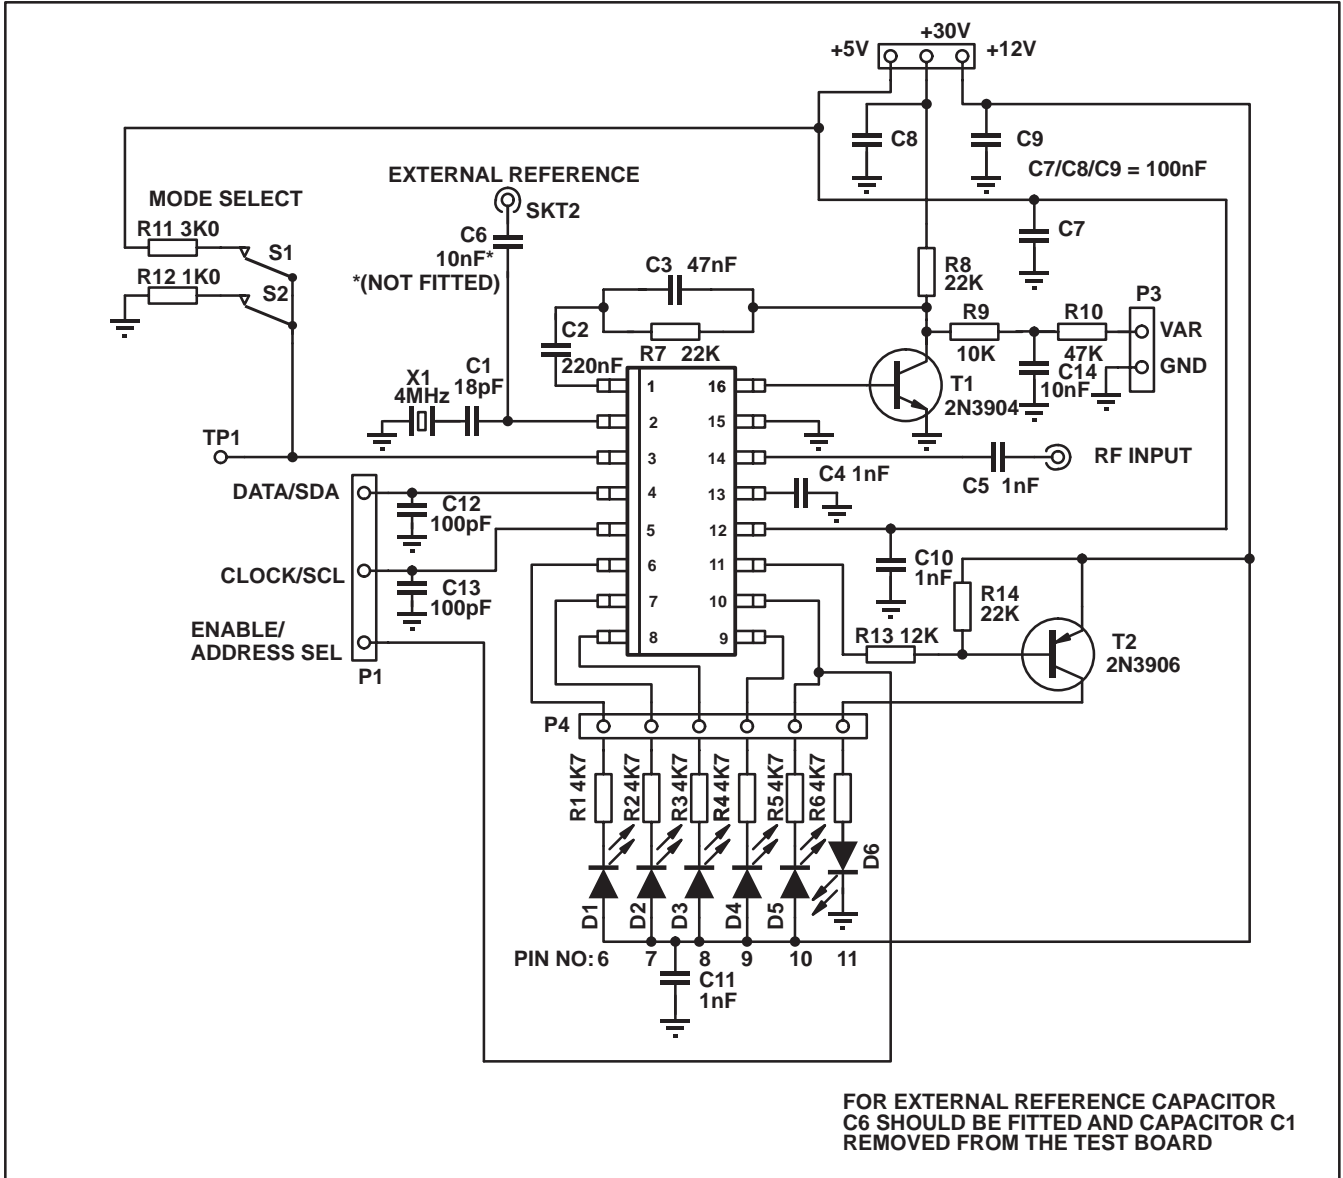 +30V
+5V
+12V
C8
C9
C7/C8/C9 = 100nF
EXTERNAL REFERENCE
SKT2
MODE SELECT
R11 3K0
S1
R12 1K0
S2
C6
10nF*
*(NOT FITTED)
C7
C3 47nF
R8
22K
P3
C2
220nF
R7 22K
R9
10K
R10
47K
VAR
GND
C14
10nF
X1
4MHz
C1
18pF
T1
2N3904
1
16
2
15
3
14
4
13
5
12
6
11
7
10
8
9
TP1
RF INPUT
C5 1nF
C4 1nF
DATA/SDA
C12
100pF
CLOCK/SCL
C13
100pF
C10
1nF
R14
22K
ENABLE/
ADDRESS SEL
P1
R13 12K
T2
2N3906
P4
R1 4K7
R2 4K7
R3 4K7
R4 4K7
R5 4K7
R6 4K7
D1
D2
D3
D4
D5
D6
PIN NO: 6 7 8 9 10 11
C11
1nF
FOR EXTERNAL REFERENCE CAPACITOR
C6 SHOULD BE FITTED AND CAPACITOR C1
REMOVED FROM THE TEST BOARD